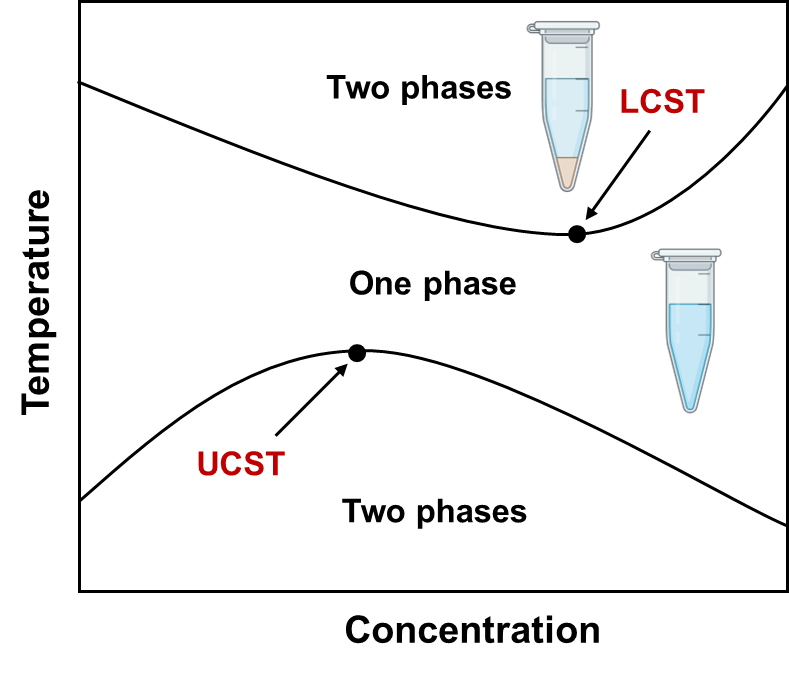 Two phases
LCST
One phase
UCST
Two phases
Temperature
Concentration